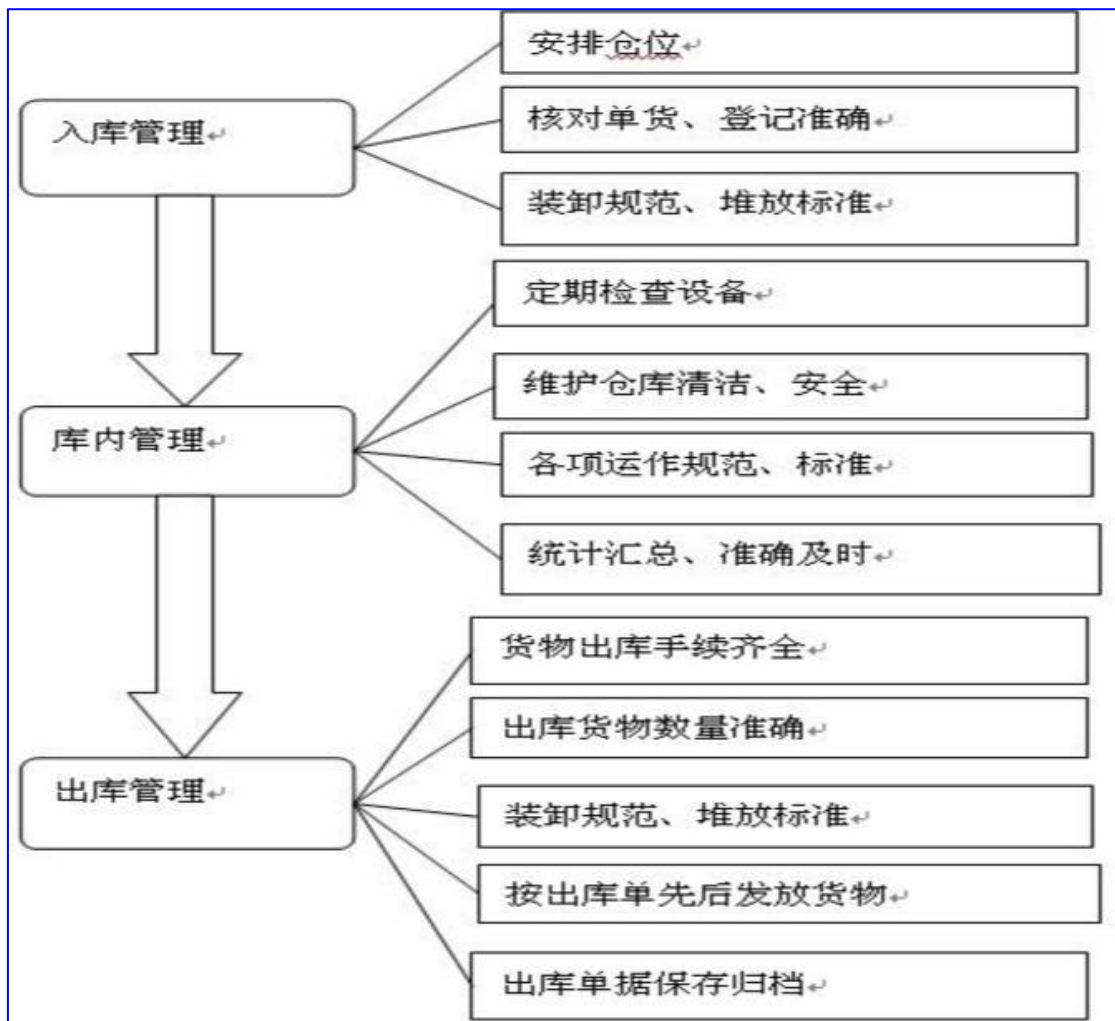 安排仓位
入库管理
核对单货、登记准确
装卸规范、堆放标准
定期检查设备
维护仓库清洁、安全
库内管理
各项运作规范、标准
统计汇总、准确及时
货物出库手续齐全
出库货物数量准确
出库管理
装卸规范、堆放标准
按出库单先后发放货物
出库单据保存归档